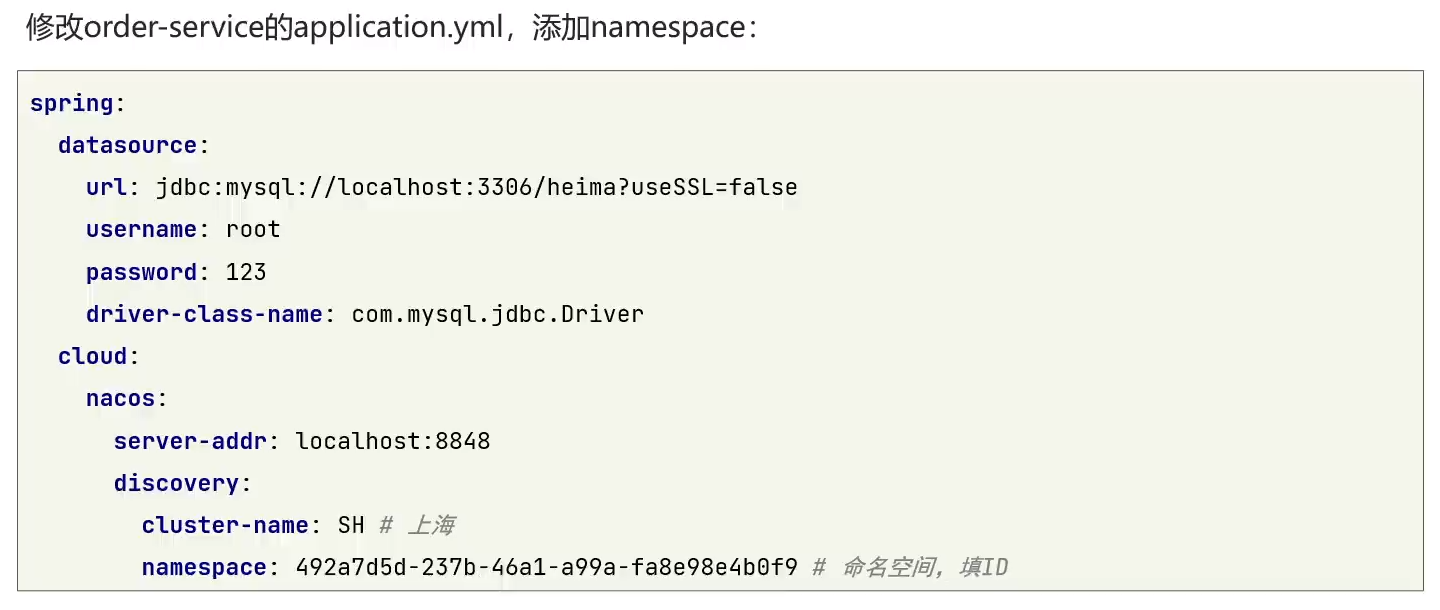 修改order-service的application.yml，添加namespace：
spring:
  datasource:
    url: jdbc:mysql://localhost:3306/heima?useSSL=false
    username: root
    password: 123
    driver-class-name: com.mysql.jdbc.Driver
  cloud:
    nacos:
      server-addr: localhost:8848
      discovery:
        cluster-name: SH # 上海
        namespace: 492a7d5d-237b-46a1-a99a-fa8e98e4b0f9 # 命名空间，填ID